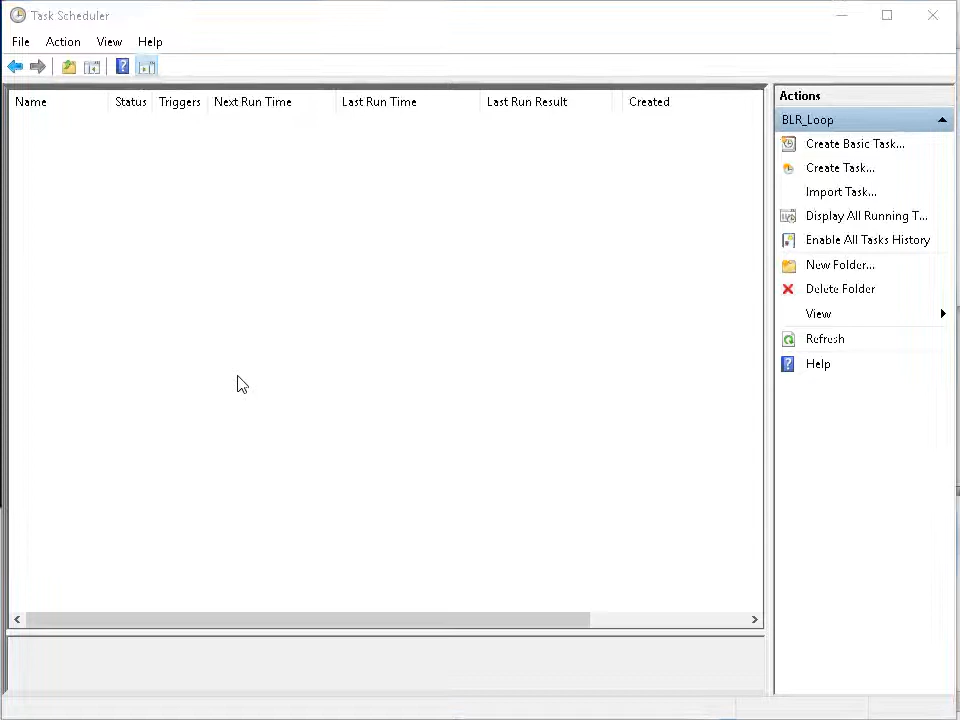 Task Scheduler
File Action View Help
Name Status Triggers Next Run Time Last Run Time Last Run Result Created
Actions
BLR_Loop
Create Basic Task...
Create Task...
Import Task...
Display All Running T...
Enable All Tasks History
New Folder...
Delete Folder
View
Refresh
Help